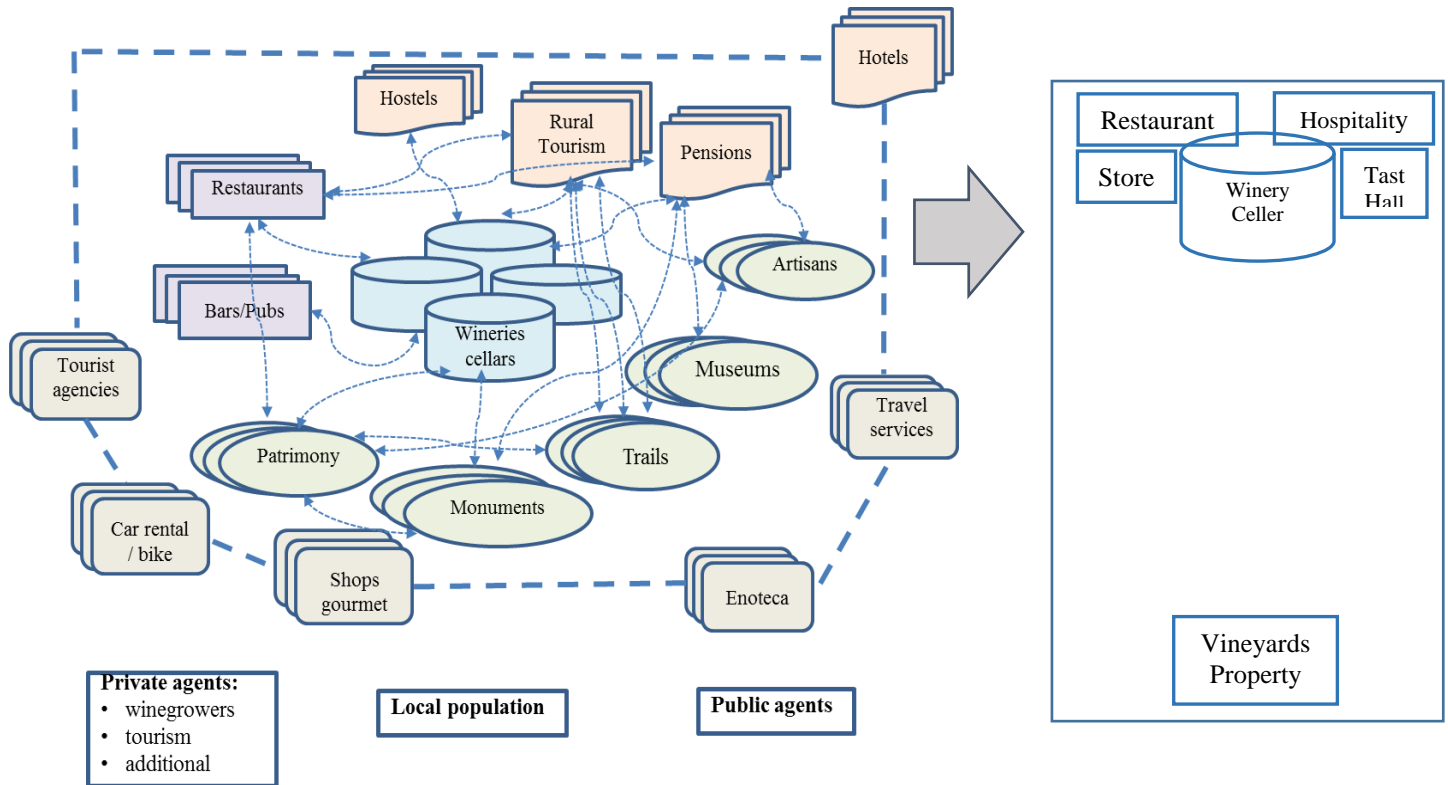 Hotels
Hostels
Rural
Tourism
Pensions
Restaurants
Artisans
Bars/Pubs
Wineries
cellars
Tourist
agencies
Museums
Travel
services
Patrimony
Trails
Monuments
Car rental
/ bike
Shops
gourmet
Enoteca
Private agents:
• winegrowers
• tourism
• additional
Local population
Public agents
Restaurant
Hospitality
Store
Winery
Celler
Tast
Hall
Vineyards
Property